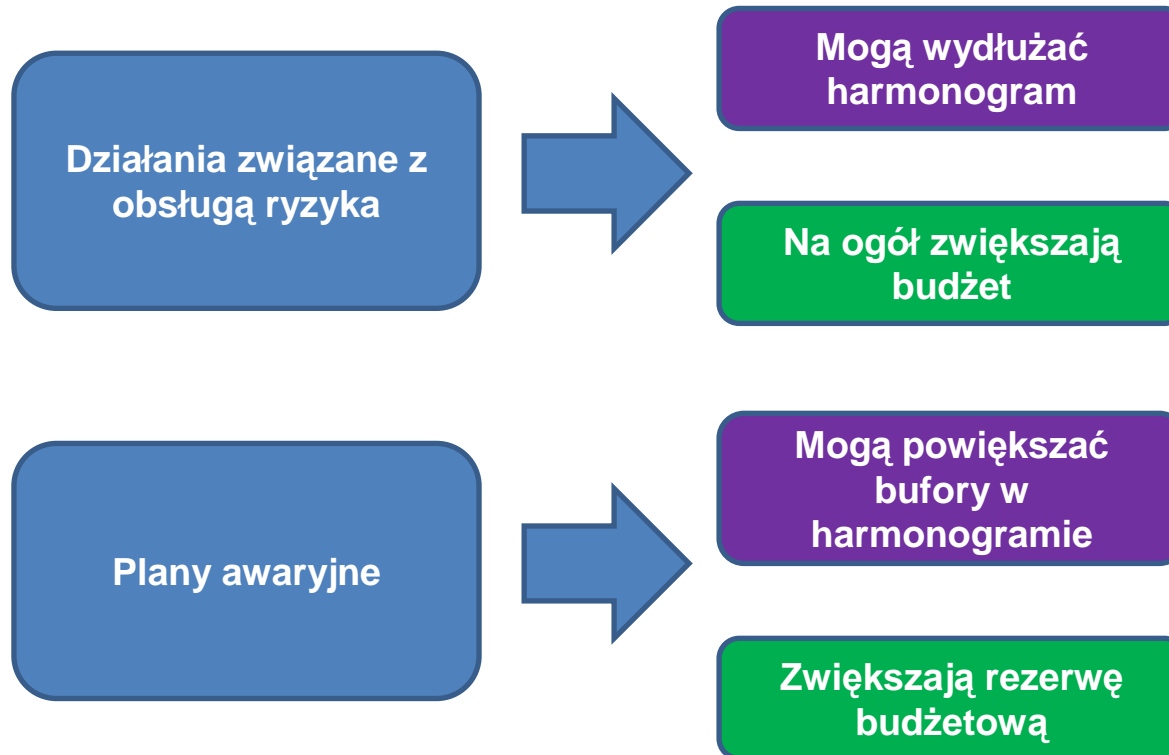 Działania związane z
obsługą ryzyka
Mogą wydłużać
harmonogram
Na ogół zwiększają
budżet
Plany awaryjne
Mogą powiększać
bufory w
harmonogramie
Zwiększają rezerwę
budżetową